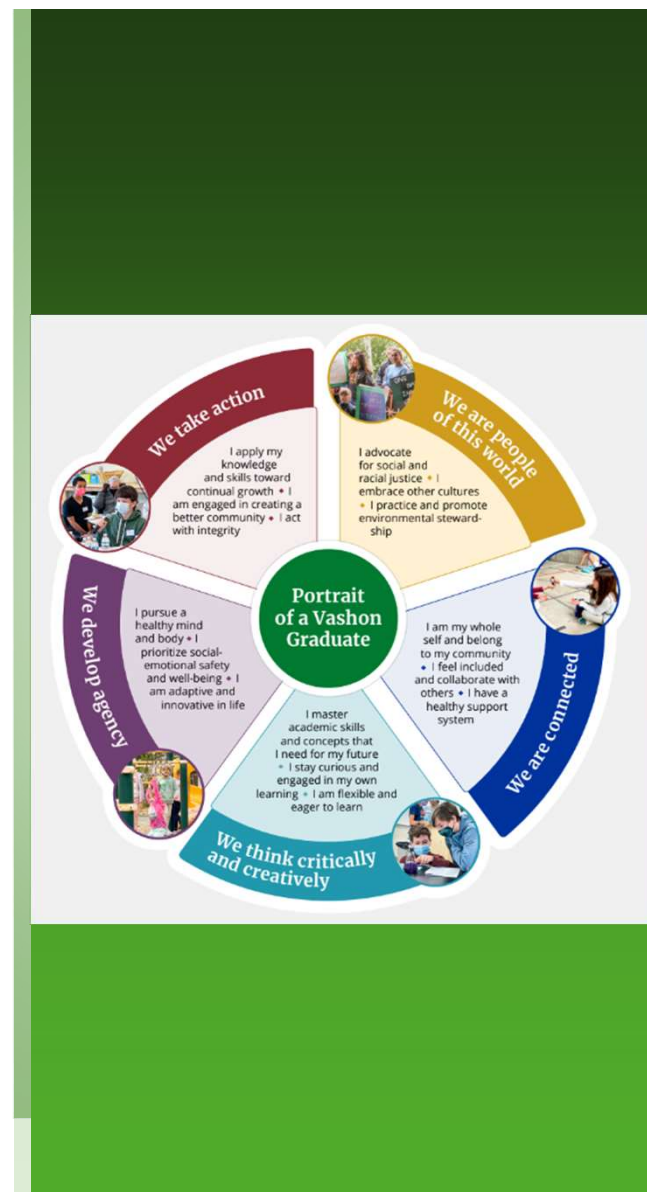 Portrait
of a Vashon
Graduate
We are people
of this world
I advocate
for social and
racial justice • I
embrace other cultures
• I practice and promote
environmental steward-
ship
We are connected
I am my whole
self and belong
to my community
• I feel included
and collaborate with
others • I have a
healthy support
system
We think critically
and creatively
I master
academic skills
and concepts that
I need for my future
• I stay curious and
engaged in my own
learning • I am flexible and
eager to learn
We develop agency
I pursue a
healthy mind
and body • I
prioritize social-
emotional safety
and well-being • I
am adaptive and
innovative in life
We take action
I apply my
knowledge
and skills toward
continual growth • I
am engaged in creating a
better community • I act
with integrity